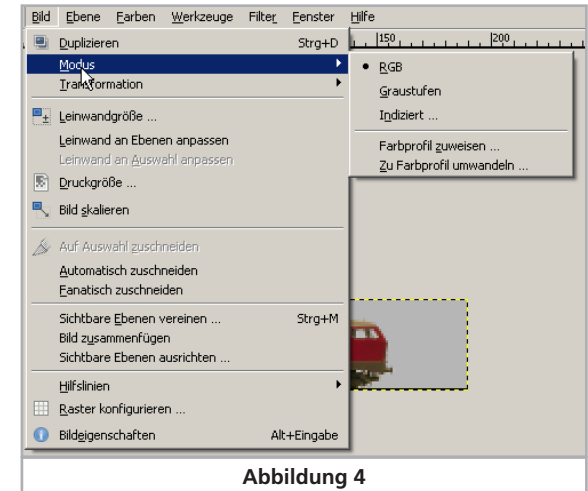 Bild Ebene Farben Werkzeuge Filter Fenster Hilfe
150 200
Duplizieren Strg+D
Modus
Transformation
Leinwandgröße ...
Leinwand an Ebenen anpassen
Leinwand an Auswahl anpassen
Druckgröße ...
Bild skalieren
Auf Auswahl zuschneiden
Automatisch zuschneiden
Fanatisch zuschneiden
Sichtbare Ebenen vereinen ... Strg+M
Bild zusammenfügen
Sichtbare Ebenen ausrichten ...
Hilfslinien
Raster konfigurieren ...
Bildeigenschaften Alt+Eingabe
RGB
Graustufen
Indiziert ...
Farbprofil zuweisen ...
Zu Farbprofil umwandeln ...
Abbildung 4